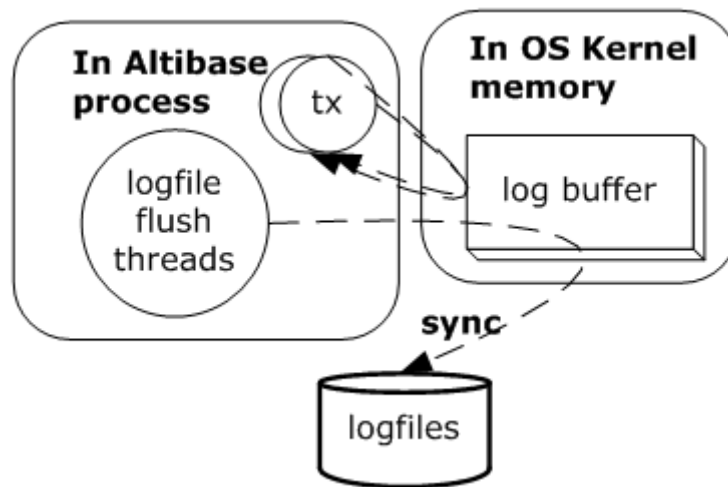 In Altibase
process
tx
logfile
flush
threads
In OS Kernel
memory
log buffer
sync
logfiles